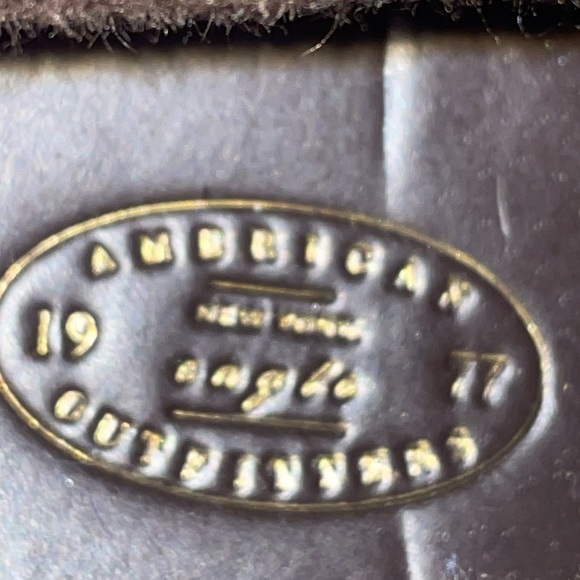 AMERICAN
NEW YORK
19 eagle 77
OUTFITTERS